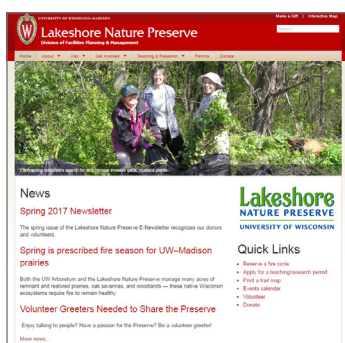 UNIVERSITY OF WISCONSIN-MADISON
Make a Gift | Interactive Map
Lakeshore Nature Preserve
Division of Facilities Planning & Management
Search
Home About Visit Get Involved Teaching & Research Permits Donate
volunteers search for and remove invasive garlic mustard plants.
News
Spring 2017 Newsletter
The spring issue of the Lakeshore Nature Preserve E-Newsletter recognizes our donors
and volunteers.
Spring is prescribed fire season for UW–Madison
prairies
Both the UW Arboretum and the Lakeshore Nature Preserve manage many acres of
remnant and restored prairies, oak savannas, and woodlands — these native Wisconsin
ecosystems require fire to remain healthy.
Volunteer Greeters Needed to Share the Preserve
Enjoy talking to people? Have a passion for the Preserve? Be a volunteer greeter!
More news...
Lakeshore
NATURE PRESERVE
UNIVERSITY OF WISCONSIN
Quick Links
Reserve a fire circle
Apply for a teaching/research permit
Print a trail map
Events calendar
Volunteer
Donate